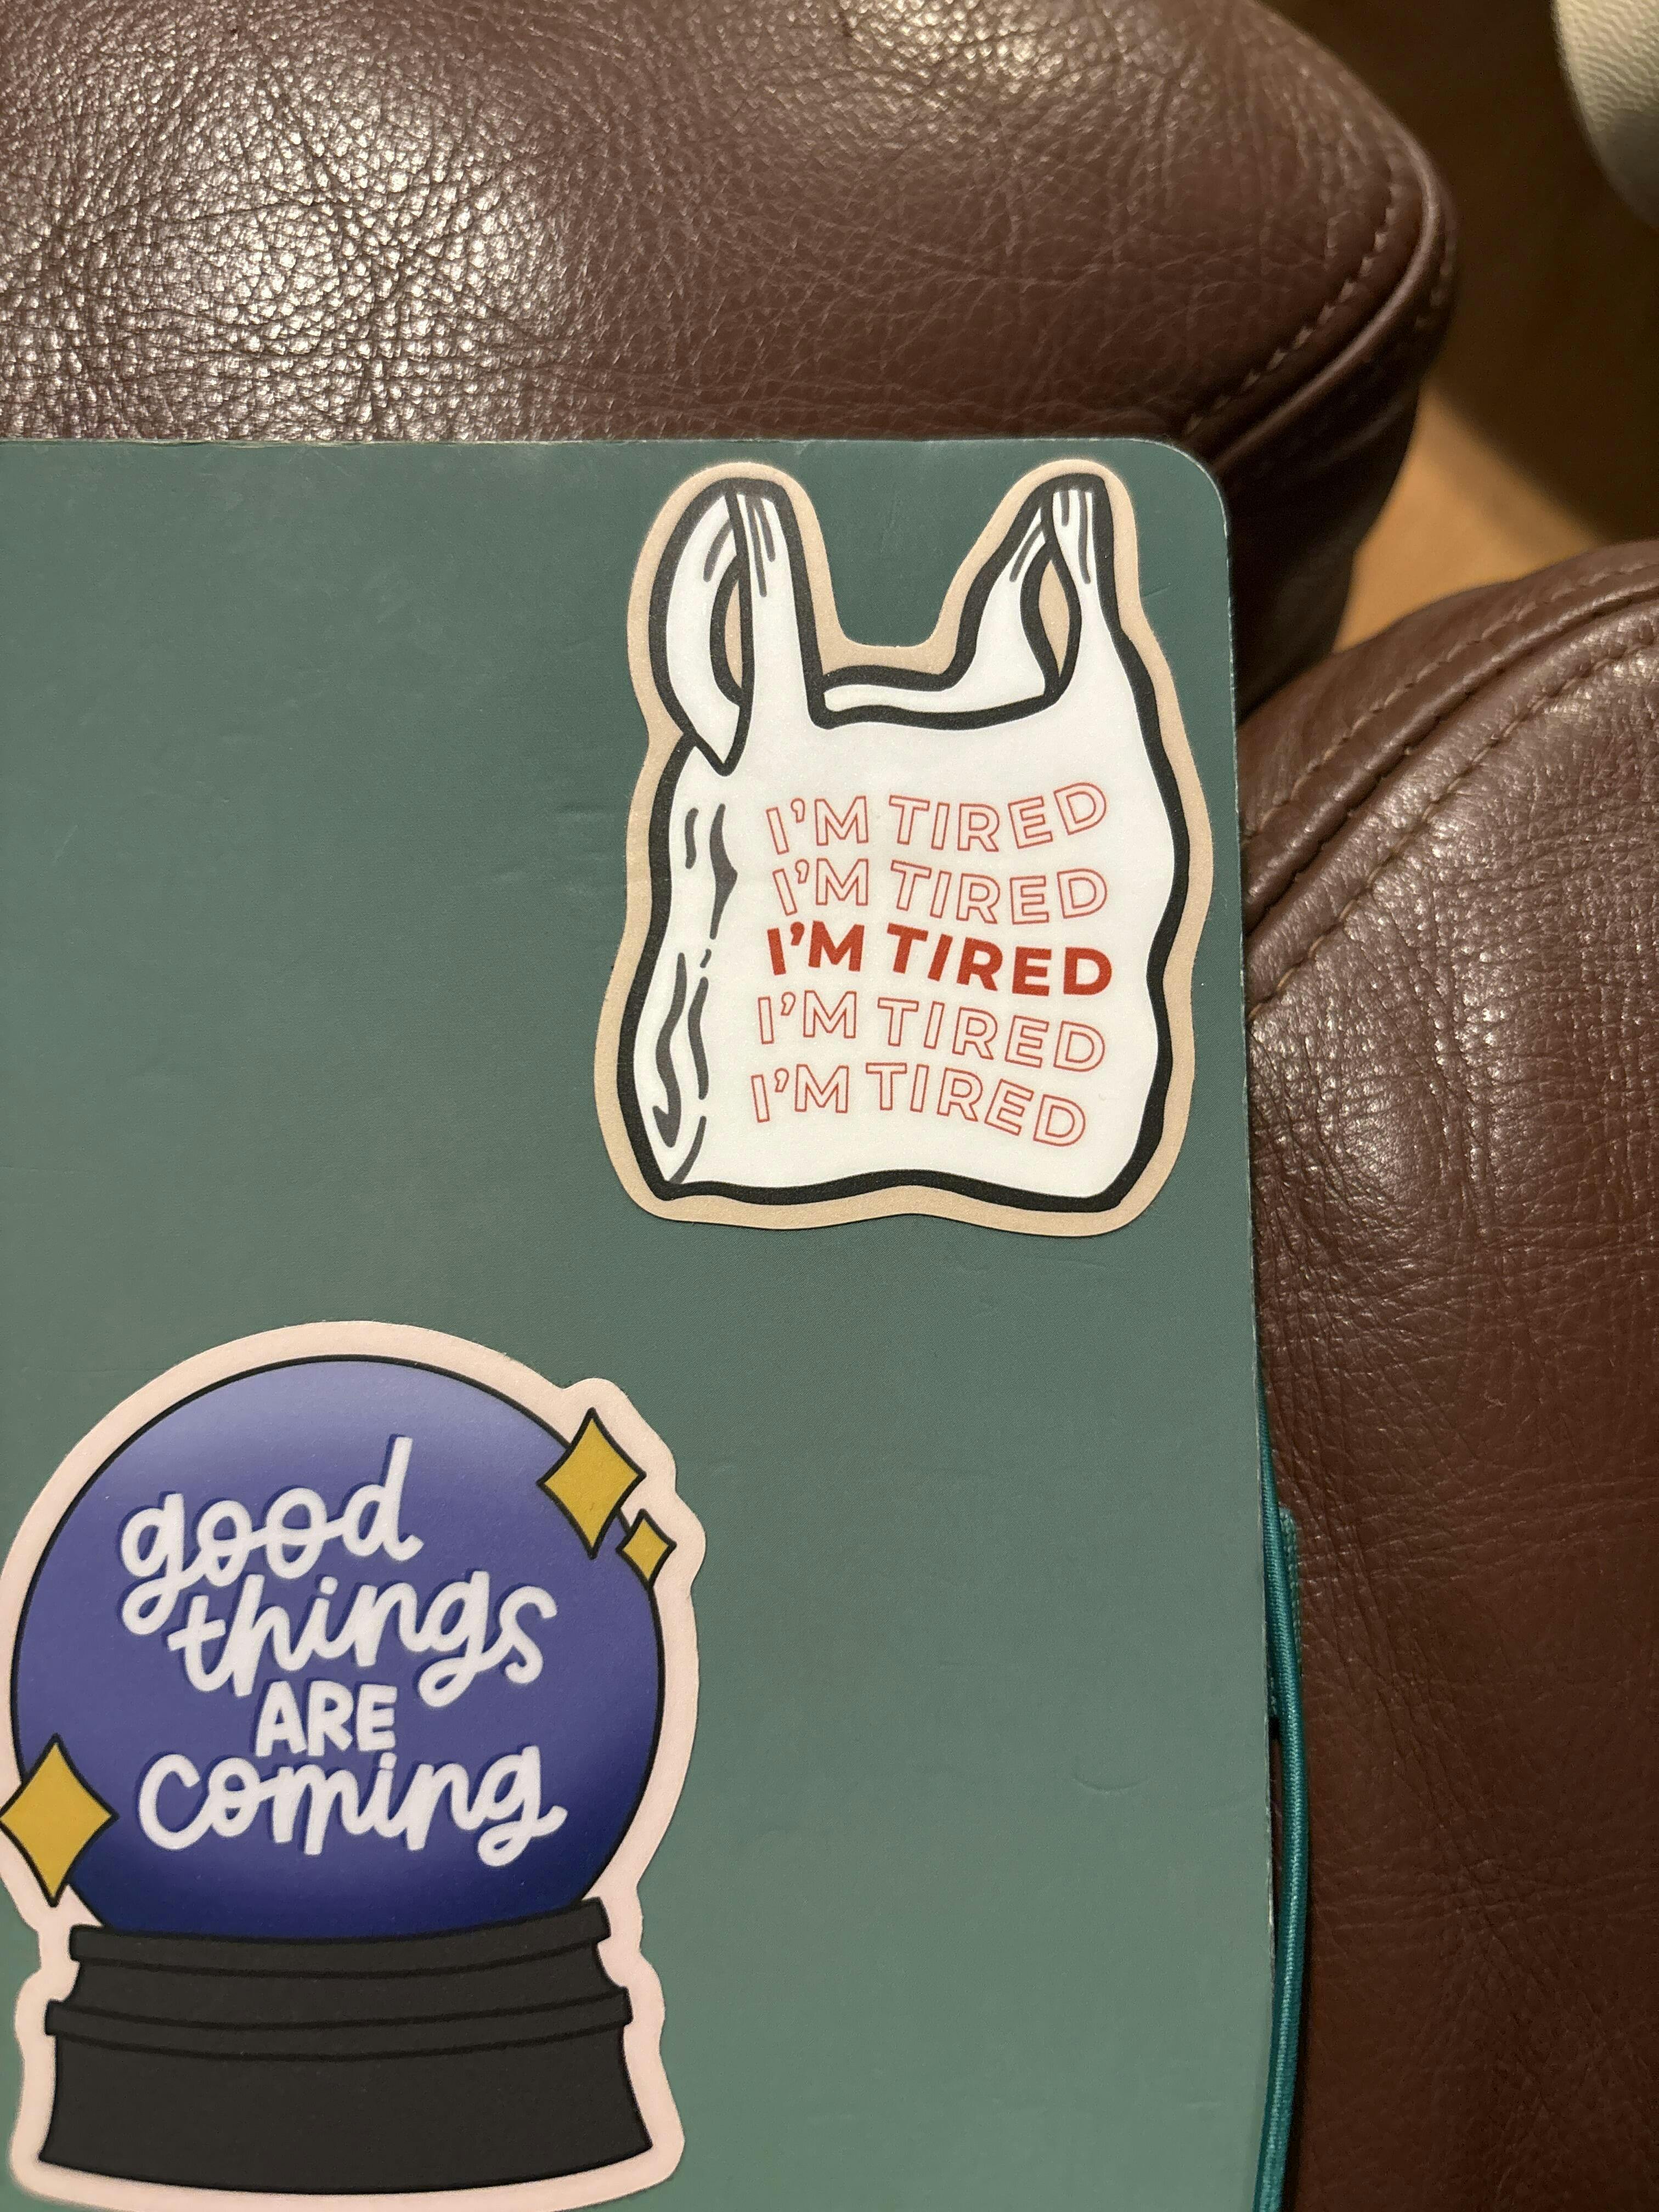 I'M TIRED
I'M TIRED
I'M TIRED
I'M TIRED
I'M TIRED
good
things
ARE
coming